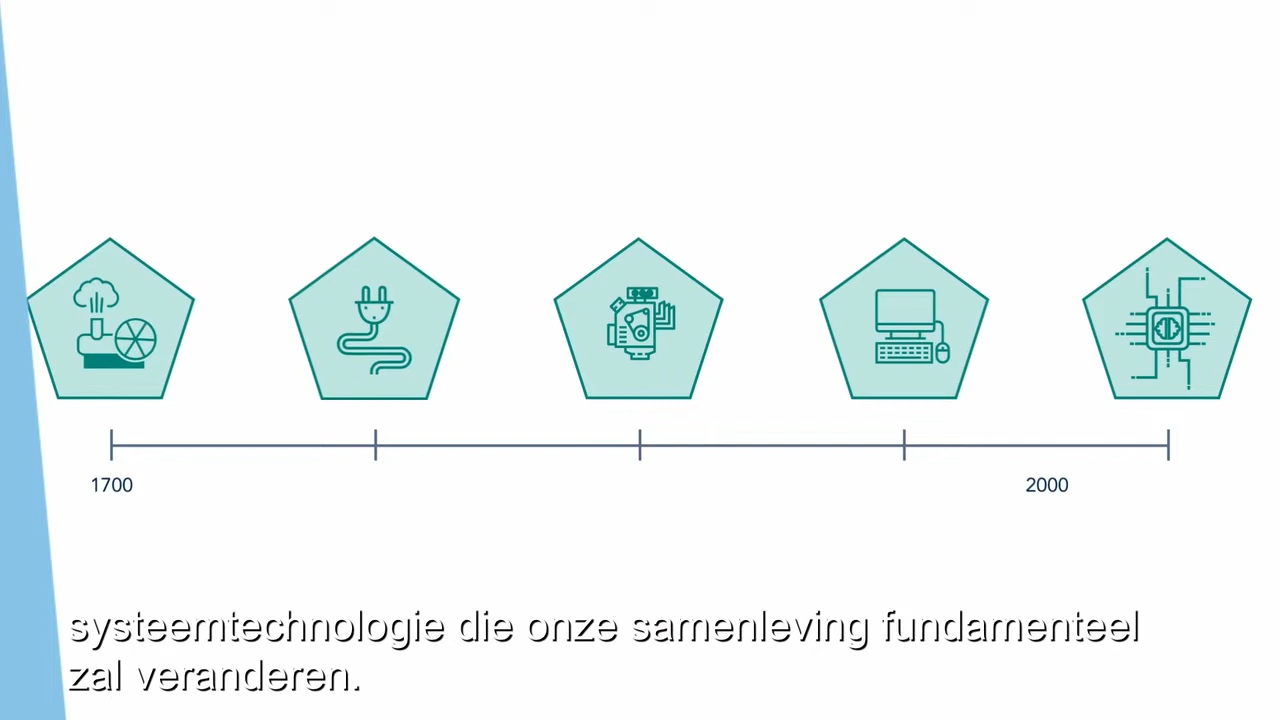 1700
2000
systeemtechnologie die onze samenleving fundamenteel
zal veranderen.